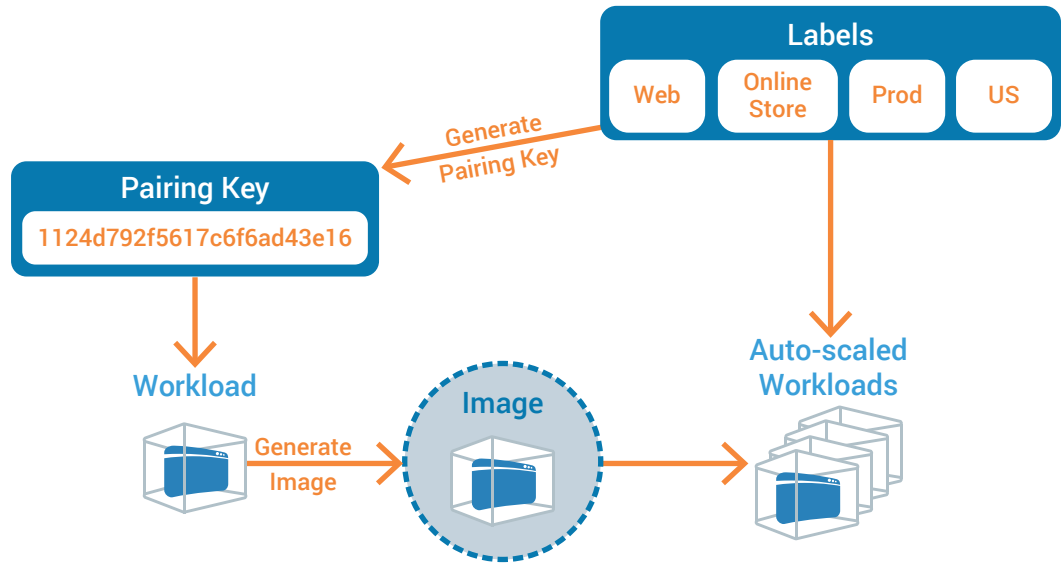 Labels
Web
Online
Store
Prod
US
Generate
Pairing Key
Pairing Key
1124d792f5617c6f6ad43e16
Workload
Image
Auto-scaled
Workloads
Generate
Image